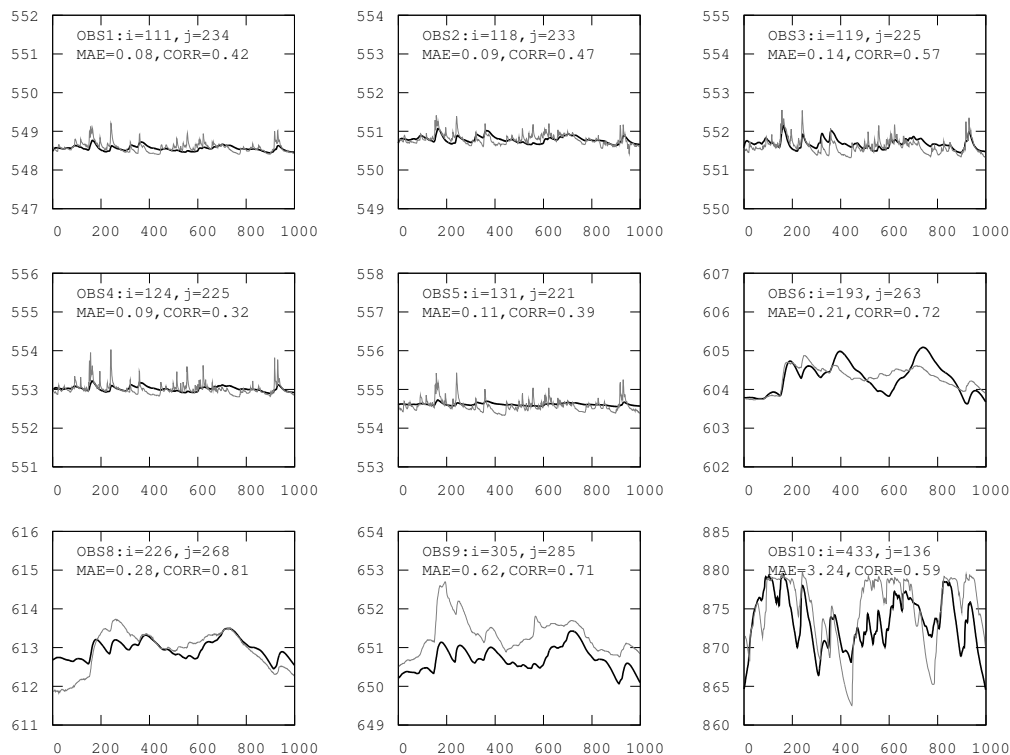 552
551
550
549
548
547
OBS1:i=111,j=234
MAE=0.08,CORR=0.42
0 200 400 600 800 1000
554
553
552
551
550
549
OBS2:i=118,j=233
MAE=0.09,CORR=0.47
0 200 400 600 800 1000
555
554
553
552
551
550
OBS3:i=119,j=225
MAE=0.14,CORR=0.57
0 200 400 600 800 1000
556
555
554
553
552
551
OBS4:i=124,j=225
MAE=0.09,CORR=0.32
0 200 400 600 800 1000
558
557
556
555
554
553
OBS5:i=131,j=221
MAE=0.11,CORR=0.39
0 200 400 600 800 1000
607
606
605
604
603
602
OBS6:i=193,j=263
MAE=0.21,CORR=0.72
0 200 400 600 800 1000
616
615
614
613
612
611
OBS8:i=226,j=268
MAE=0.28,CORR=0.81
0 200 400 600 800 1000
654
653
652
651
650
649
OBS9:i=305,j=285
MAE=0.62,CORR=0.71
0 200 400 600 800 1000
885
880
875
870
865
860
OBS10:i=433,j=136
MAE=3.24,CORR=0.59
0 200 400 600 800 1000